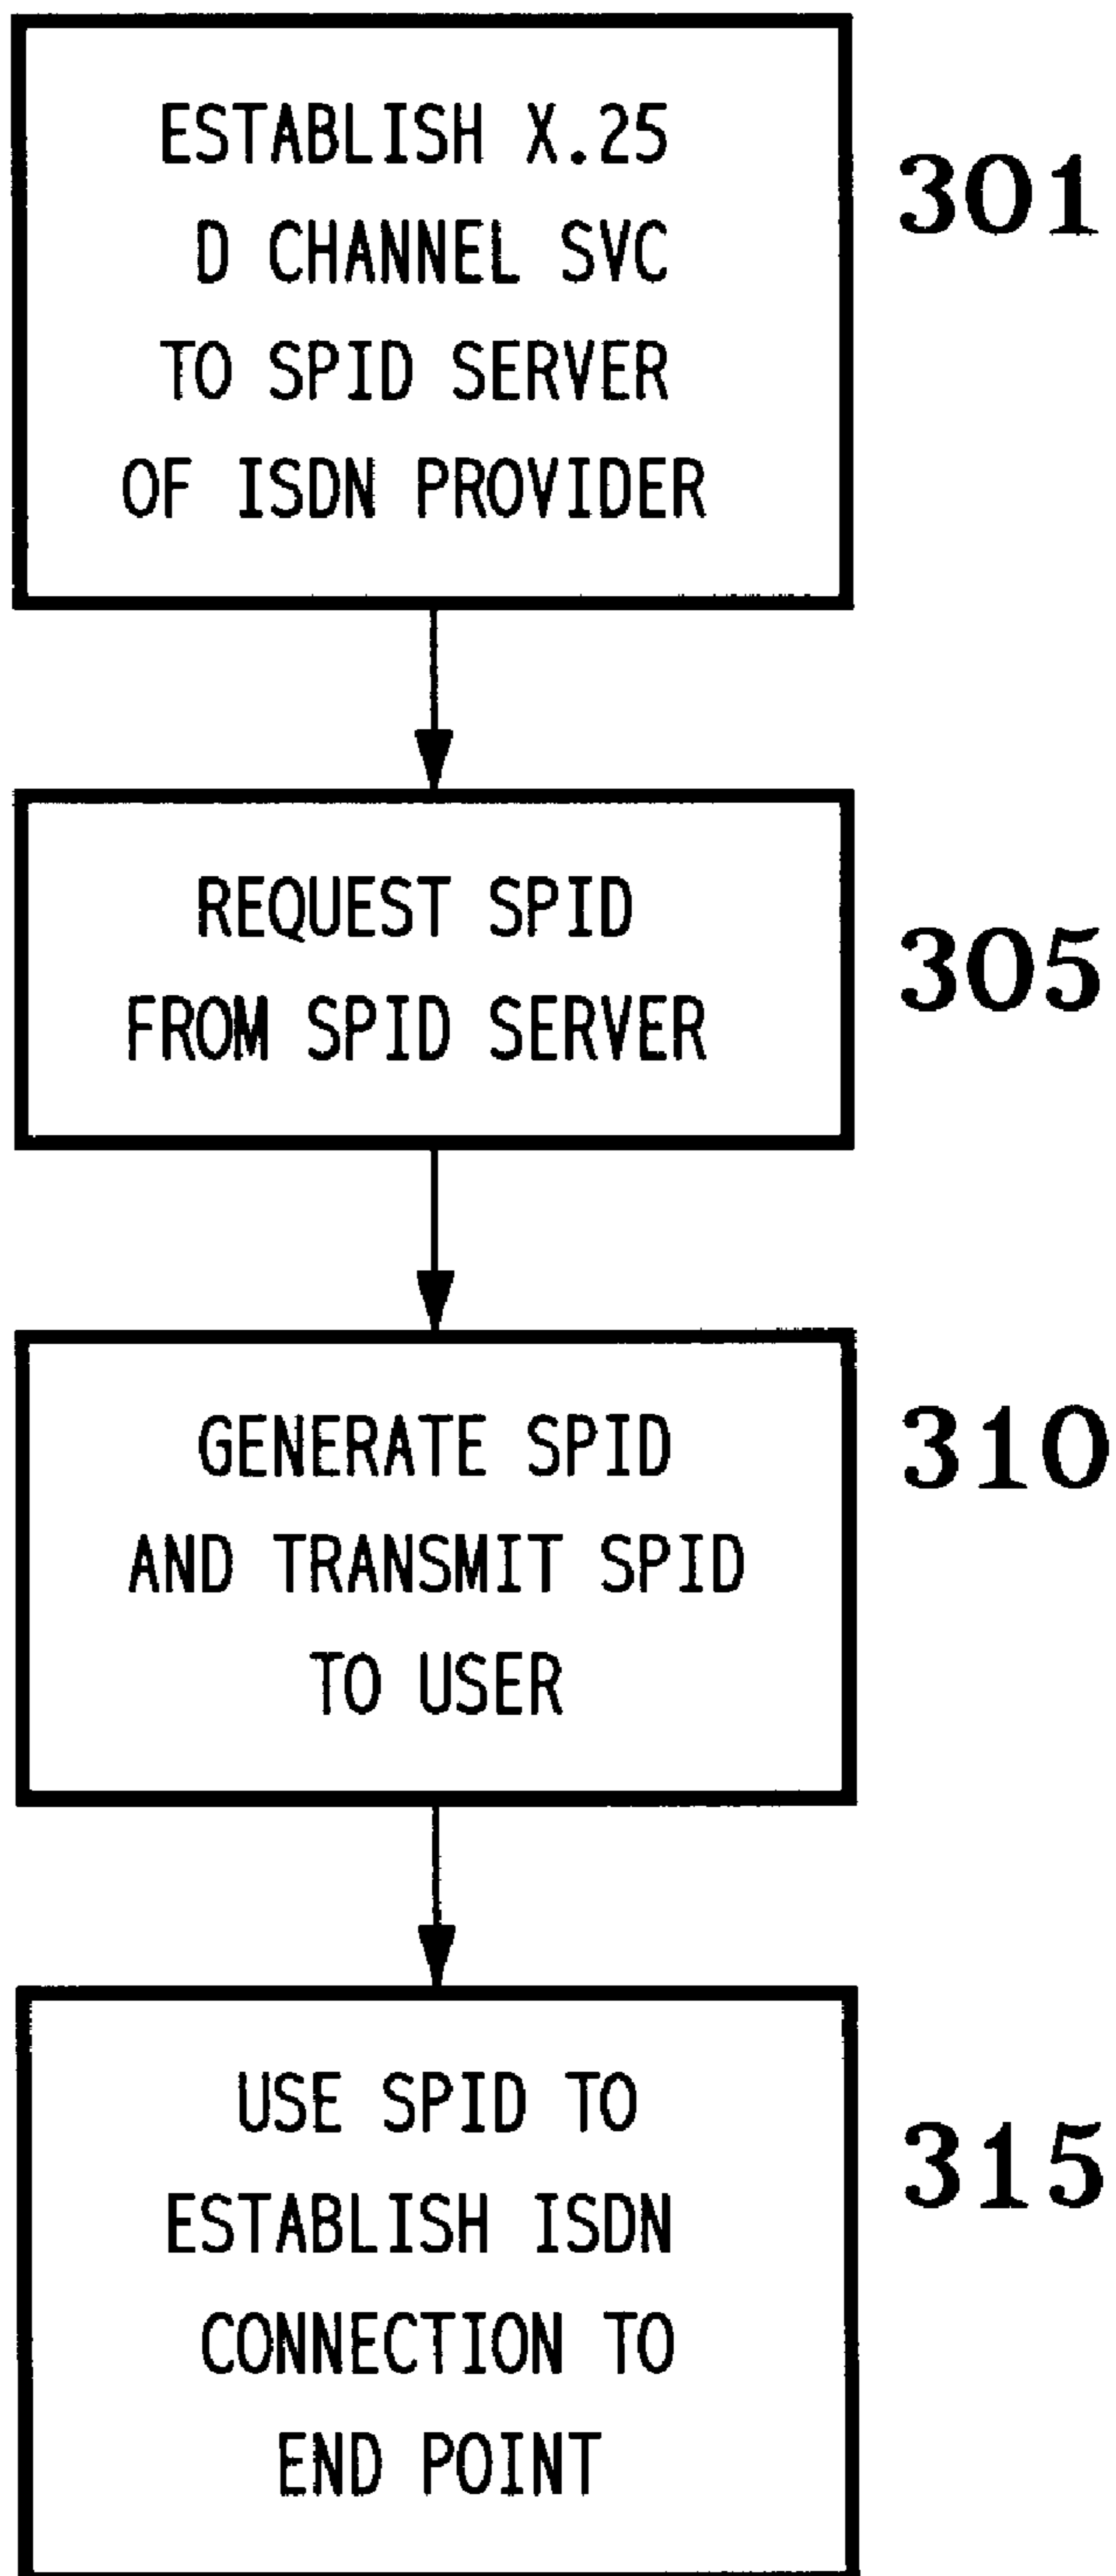 ESTABLISH X.25
D CHANNEL SVC
TO SPID SERVER
OF ISDN PROVIDER
301
REQUEST SPID
FROM SPID SERVER
305
GENERATE SPID
AND TRANSMIT SPID
TO USER
310
USE SPID TO
ESTABLISH ISDN
CONNECTION TO
END POINT
315